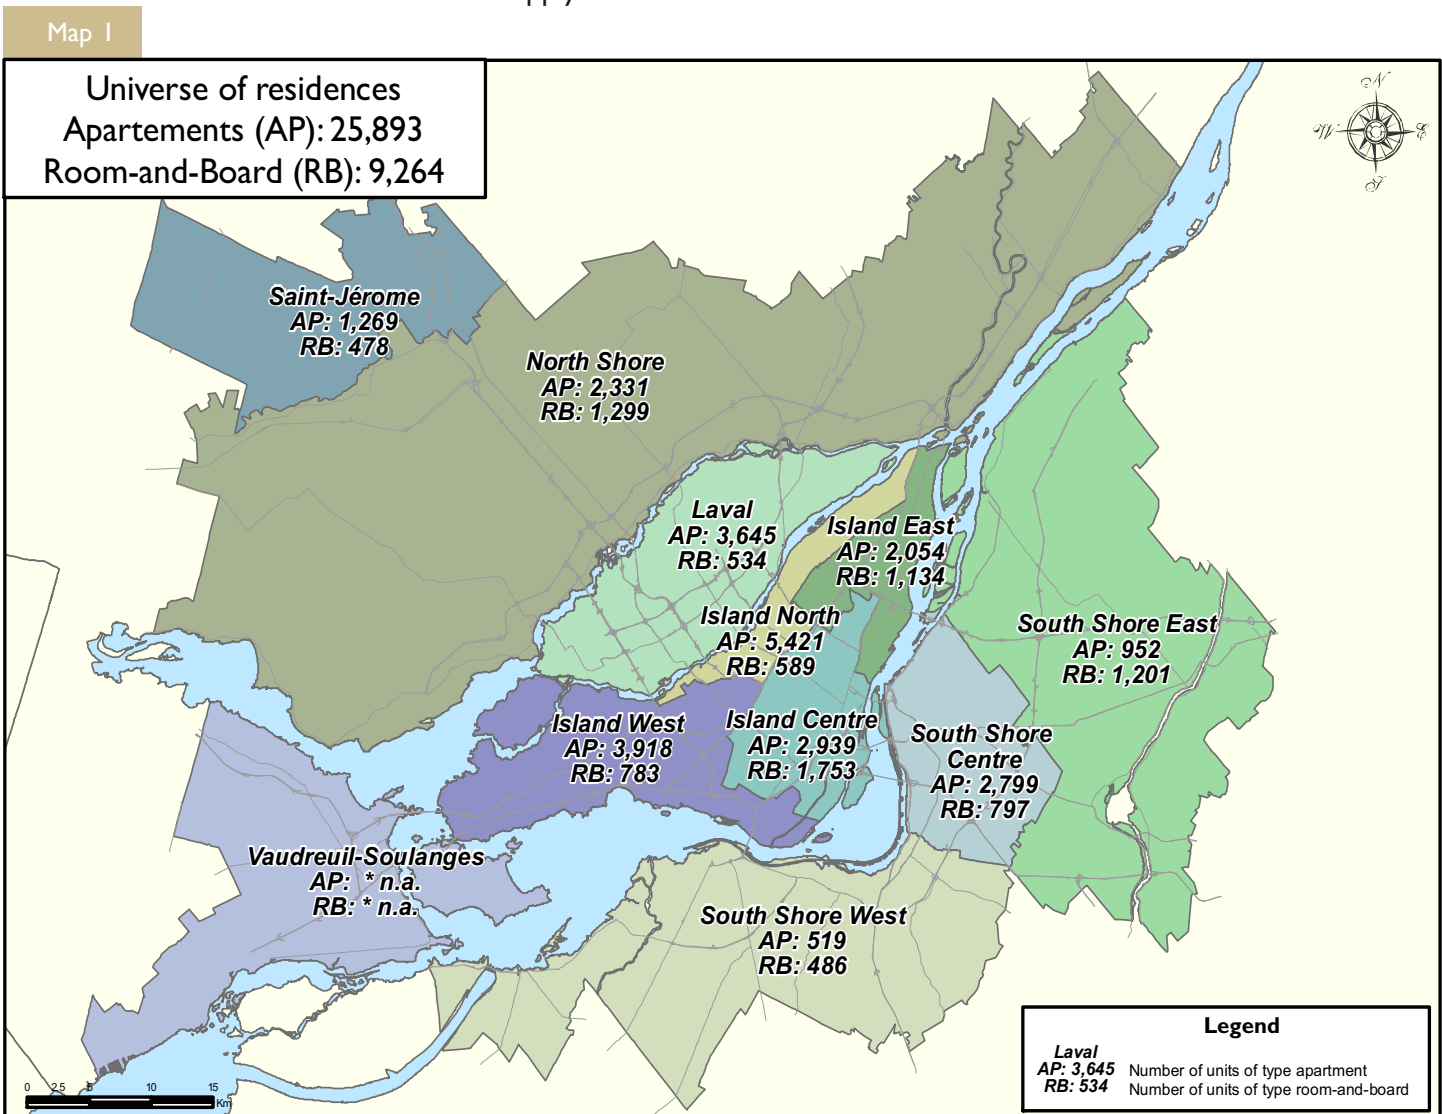 Map 1
Universe of residences
Apartements (AP): 25,893
Room-and-Board (RB): 9,264
N
W
E
S
Saint-Jérome
AP: 1,269
RB: 478
North Shore
AP: 2,331
RB: 1,299
Laval
AP: 3,645
RB: 534
Island East
AP: 2,054
RB: 1,134
Island North
AP: 5,421
RB: 589
South Shore East
AP: 952
RB: 1,201
Island West
AP: 3,918
RB: 783
Island Centre
AP: 2,939
RB: 1,753
South Shore
Centre
AP: 2,799
RB: 797
Vaudreuil-Soulanges
AP: * n.a.
RB: * n.a.
South Shore West
AP: 519
RB: 486
Legend
Laval
AP: 3,645 Number of units of type apartment
RB: 534 Number of units of type room-and-board
0 2.5 5 10 15
Km